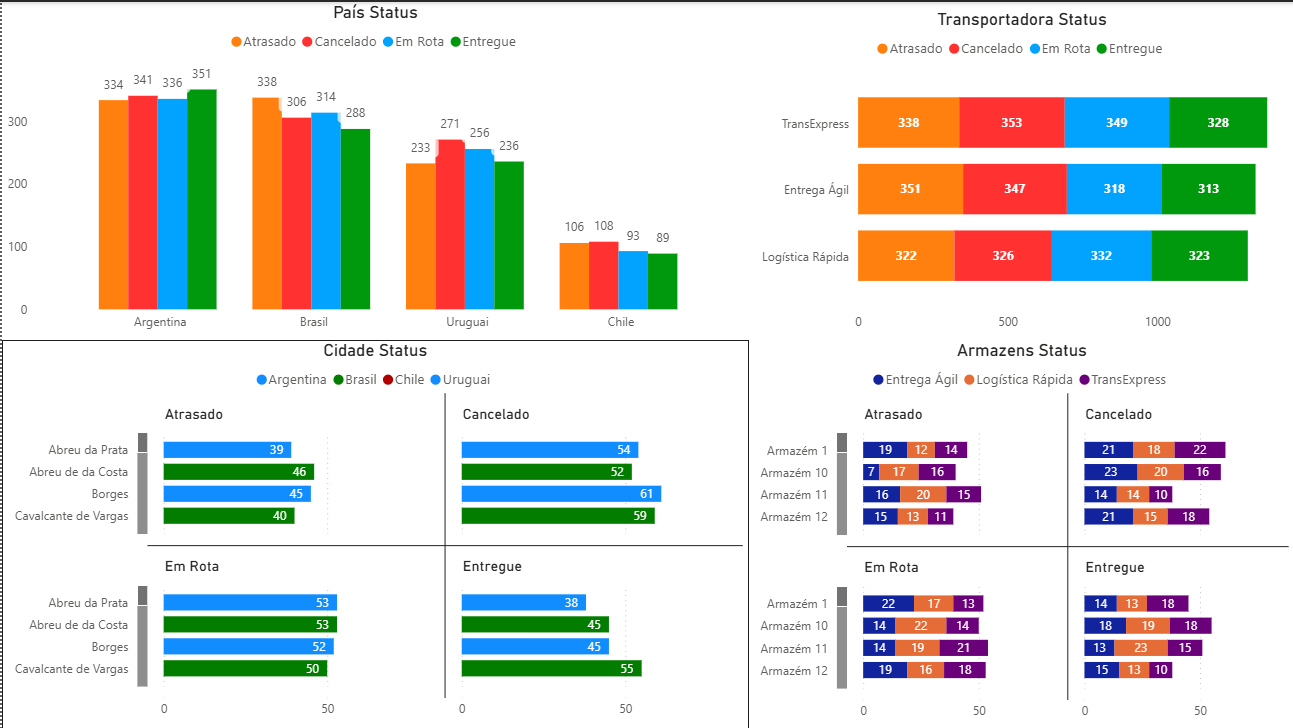 País Status
Atrasado Cancelado Em Rota Entregue
334 341 336 351
338 306 314 288
233 271 256 236
106 108 93 89
300
200
100
0
Argentina Brasil Uruguai Chile
Transportadora Status
Atrasado Cancelado Em Rota Entregue
TransExpress 338 353 349 328
Entrega Ágil 351 347 318 313
Logística Rápida 322 326 332 323
0 500 1000
Cidade Status
Argentina Brasil Chile Uruguai
Atrasado
Abreu da Prata 39
Abreu de da Costa 46
Borges 45
Cavalcante de Vargas 40
Cancelado
54
52
61
59
Em Rota
Abreu da Prata 53
Abreu de da Costa 53
Borges 52
Cavalcante de Vargas 50
0 50
Entregue
38
45
45
55
0 50
Armazens Status
Entrega Ágil Logística Rápida TransExpress
Atrasado
Armazém 1 19 12 14
Armazém 10 7 17 16
Armazém 11 16 20 15
Armazém 12 15 13 11
Cancelado
21 18 22
23 20 16
14 14 10
21 15 18
Em Rota
Armazém 1 22 17 13
Armazém 10 14 22 14
Armazém 11 14 19 21
Armazém 12 19 16 18
0 50
Entregue
14 13 18
18 19 18
13 23 15
15 13 10
0 50